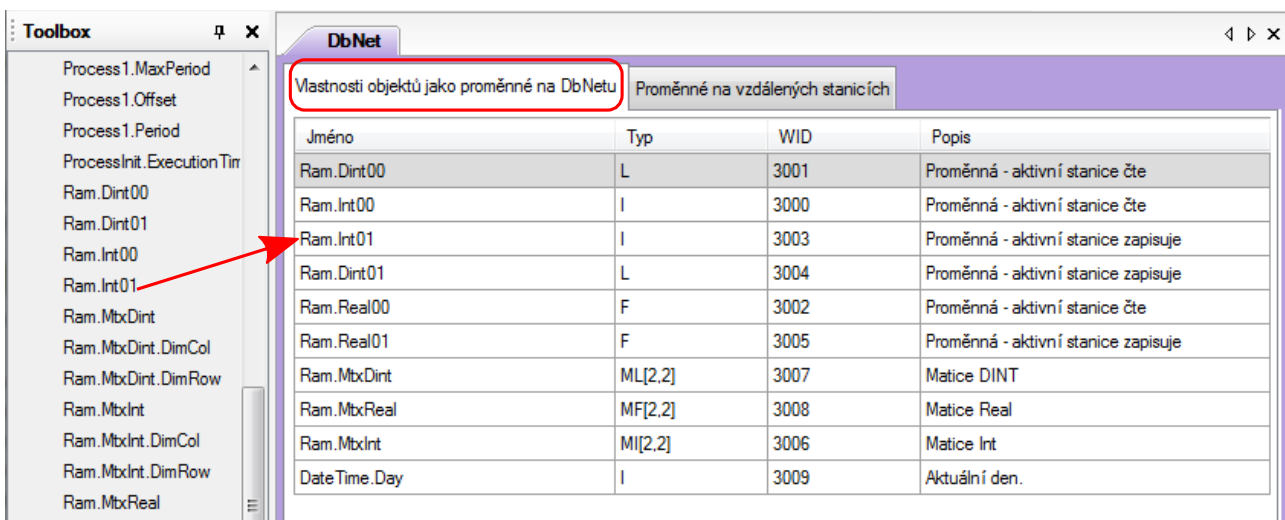 Toolbox
Process1.MaxPeriod
Process1.Offset
Process1.Period
ProcessInit.ExecutionTim
Ram.Dint00
Ram.Dint01
Ram.Int00
Ram.Int01
Ram.MtxDint
Ram.MtxDint.DimCol
Ram.MtxDint.DimRow
Ram.MtxInt
Ram.MtxInt.DimCol
Ram.MtxInt.DimRow
Ram.MtxReal
DbNet
Vlastnosti objektů jako proměnné na DbNetu Proměnné na vzdálených stanicích
Jméno Typ WID Popis
Ram.Dint00 L 3001 Proměnná - aktivní stanice čte
Ram.Int00 I 3000 Proměnná - aktivní stanice čte
Ram.Int01 I 3003 Proměnná - aktivní stanice zapisuje
Ram.Dint01 L 3004 Proměnná - aktivní stanice zapisuje
Ram.Real00 F 3002 Proměnná - aktivní stanice čte
Ram.Real01 F 3005 Proměnná - aktivní stanice zapisuje
Ram.MtxDint ML[2,2] 3007 Matice DINT
Ram.MtxReal MF[2,2] 3008 Matice Real
Ram.MtxInt MI[2,2] 3006 Matice Int
DateTime.Day I 3009 Aktuální den.